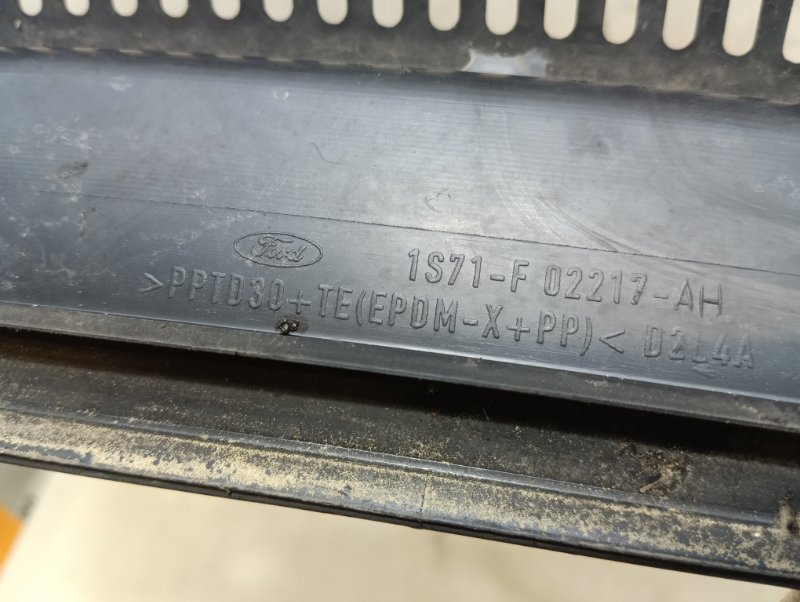 Ford 1S71-F 02217-AH
>PPTD30+TE(EPDM-X+PP)< D2L4A